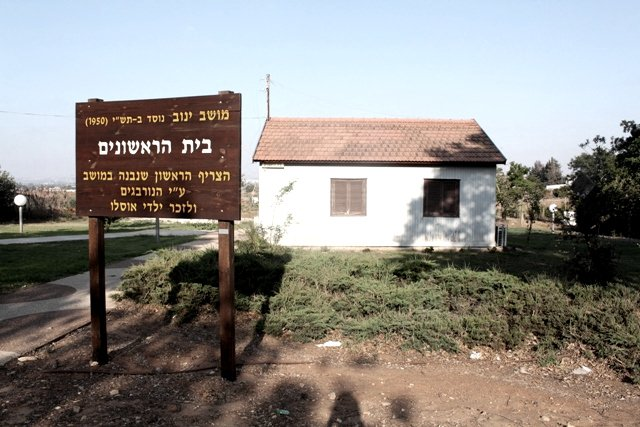 מושב ינוב נוסד ב-תש"י (1950)
בית הראשונים
הצריף הראשון שנבנה במושב
ע"י הנורבגים
ולזכר ילדי אוסלו